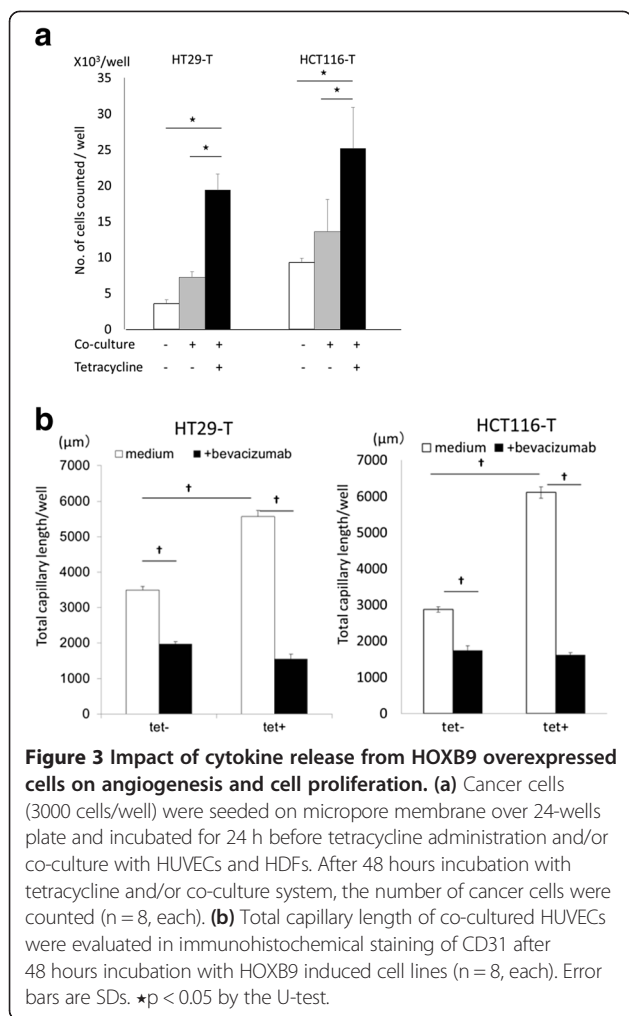 a
X10³/well
HT29-T
HCT116-T
No. of cells counted / well
35
30
25
20
15
10
5
0
★
★
★
★
Co-culture - + + - + +
Tetracycline - - + - - +
b
(µm)
HT29-T
medium +bevacizumab
Total capillary length/well
7000
6000
5000
4000
3000
2000
1000
0
†
†
†
tet- tet+
(µm)
HCT116-T
medium +bevacizumab
Total capillary length/well
7000
6000
5000
4000
3000
2000
1000
0
†
†
†
tet- tet+
Figure 3 Impact of cytokine release from HOXB9 overexpressed
cells on angiogenesis and cell proliferation. (a) Cancer cells
(3000 cells/well) were seeded on micropore membrane over 24-wells
plate and incubated for 24 h before tetracycline administration and/or
co-culture with HUVECs and HDFs. After 48 hours incubation with
tetracycline and/or co-culture system, the number of cancer cells were
counted (n = 8, each). (b) Total capillary length of co-cultured HUVECs
were evaluated in immunohistochemical staining of CD31 after
48 hours incubation with HOXB9 induced cell lines (n = 8, each). Error
bars are SDs. ★p < 0.05 by the U-test.